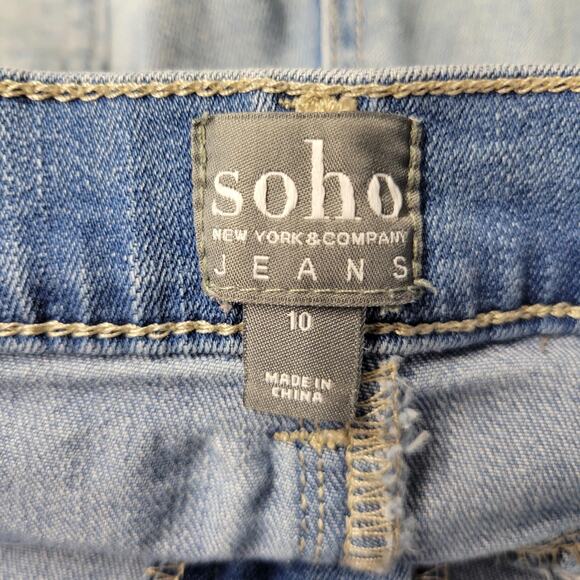 soho
NEW YORK & COMPANY
JEANS
10
MADE IN
CHINA